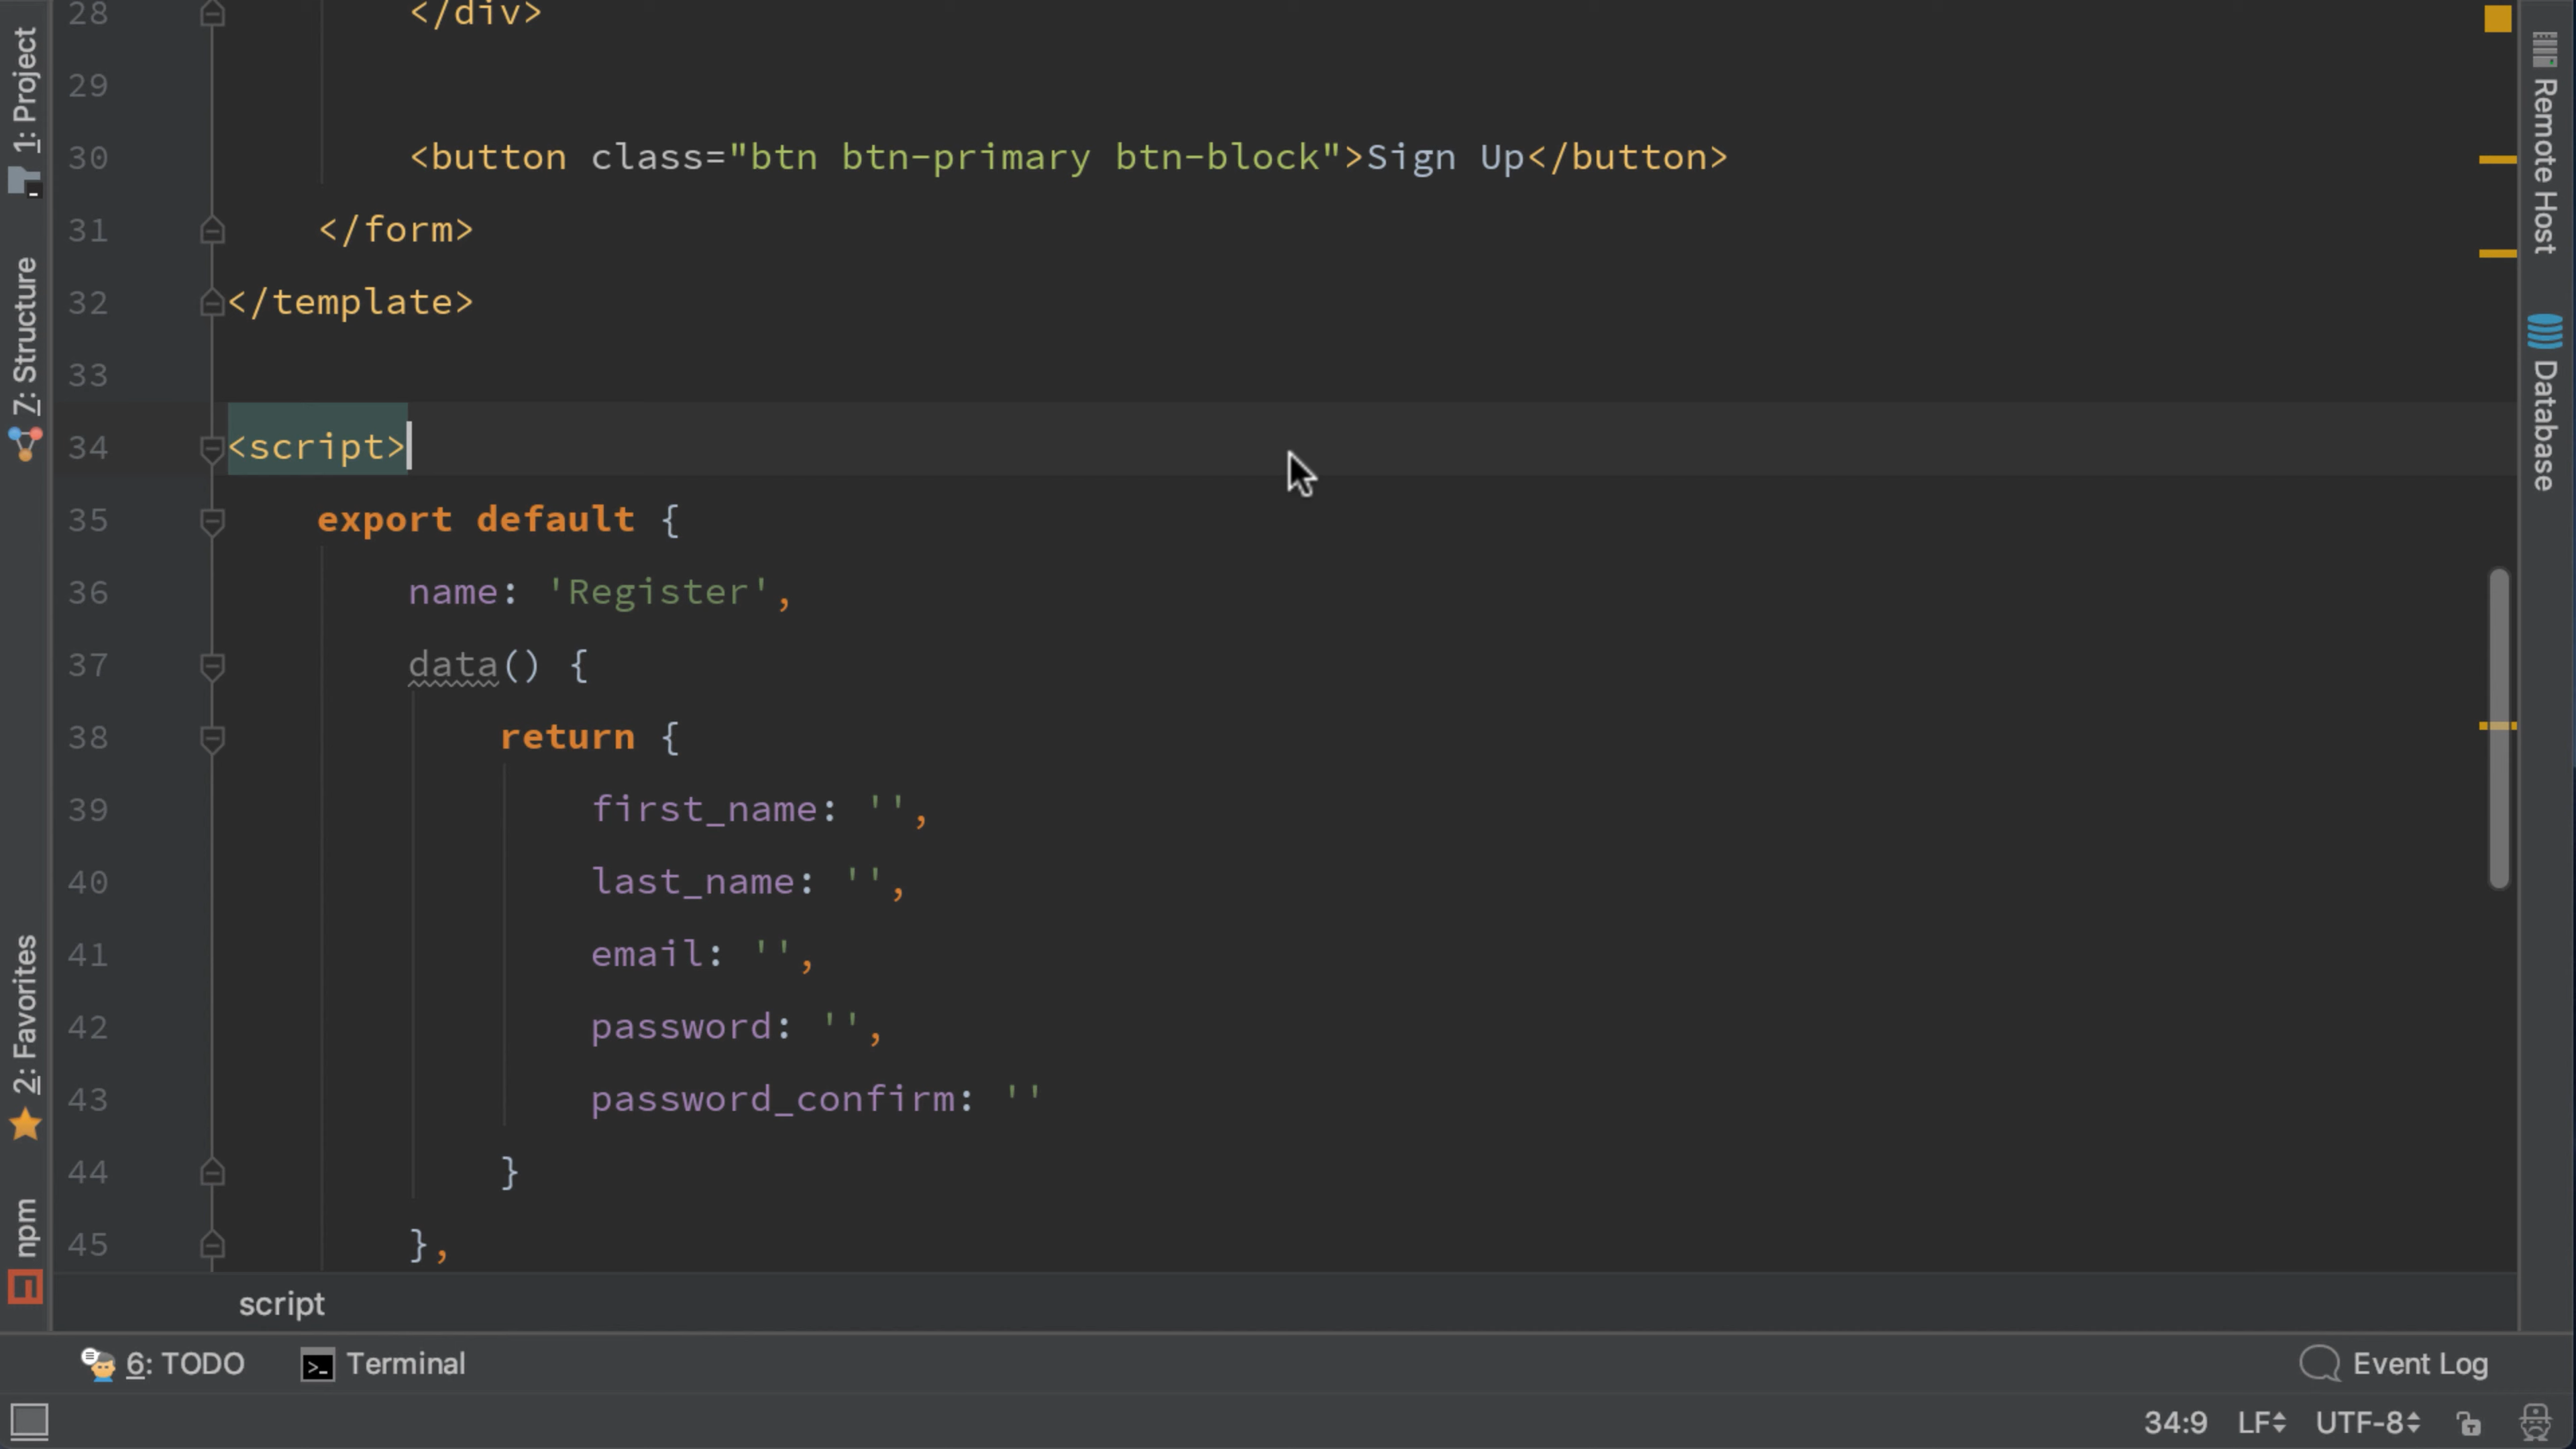 1: Project
7: Structure
2: Favorites
npm
28 </div>
29
30 <button class="btn btn-primary btn-block">Sign Up</button>
31 </form>
32 </template>
33
34 <script>
35 export default {
36 name: 'Register',
37 data() {
38 return {
39 first_name: '',
40 last_name: '',
41 email: '',
42 password: '',
43 password_confirm: ''
44 }
45 },
Remote Host
Database
script
6: TODO
Terminal
Event Log
34:9 LF UTF-8